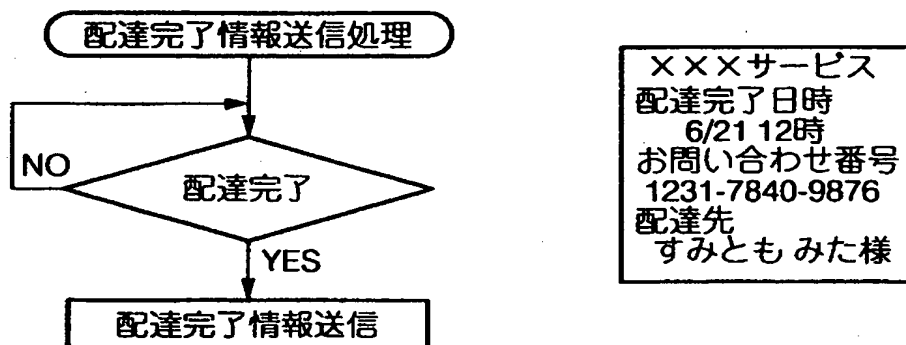 配達完了情報送信処理
NO
配達完了
YES
配達完了情報送信
×××サービス
配達完了日時
6/21 12時
お問い合わせ番号
1231-7840-9876
配達先
すみとも みた様